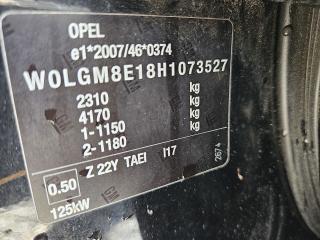 OPEL
e1*2007/46*0374
W0LGM8E18H1073527
2310 kg
4170 kg
1-1150 kg
2-1180 kg
Z 22Y TAEI I17
2674
0.50
125kW